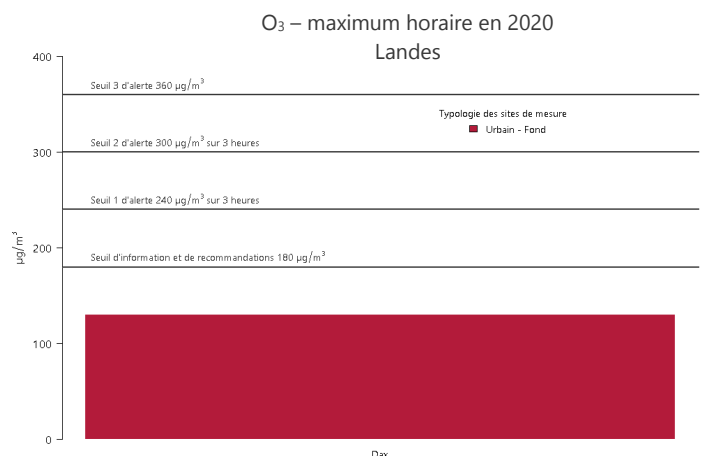 O₃ – maximum horaire en 2020
Landes
400
Seuil 3 d'alerte 360 µg/m³
Typologie des sites de mesure
Urbain - Fond
Seuil 2 d'alerte 300 µg/m³ sur 3 heures
300
Seuil 1 d'alerte 240 µg/m³ sur 3 heures
µg/m³
200
Seuil d'information et de recommandations 180 µg/m³
100
0
Dax